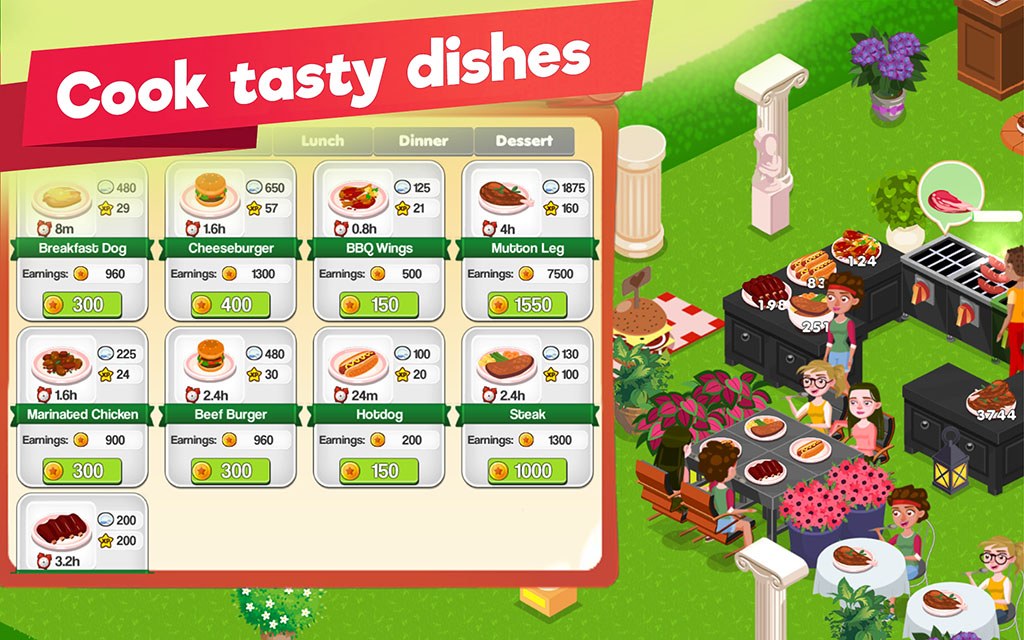 Cook tasty dishes
Lunch Dinner Dessert
480 650 125 1875
29 57 21 160
8m 1.6h 0.8h 4h
Breakfast Dog Cheeseburger BBQ Wings Mutton Leg
Earnings: 960 Earnings: 1300 Earnings: 500 Earnings: 7500
300 400 150 1550
225 480 100 130
24 30 20 100
1.6h 2.4h 24m 2.4h
Marinated Chicken Beef Burger Hotdog Steak
Earnings: 900 Earnings: 960 Earnings: 200 Earnings: 1300
300 300 150 1000
200
200
3.2h
124
83
198
251
3744